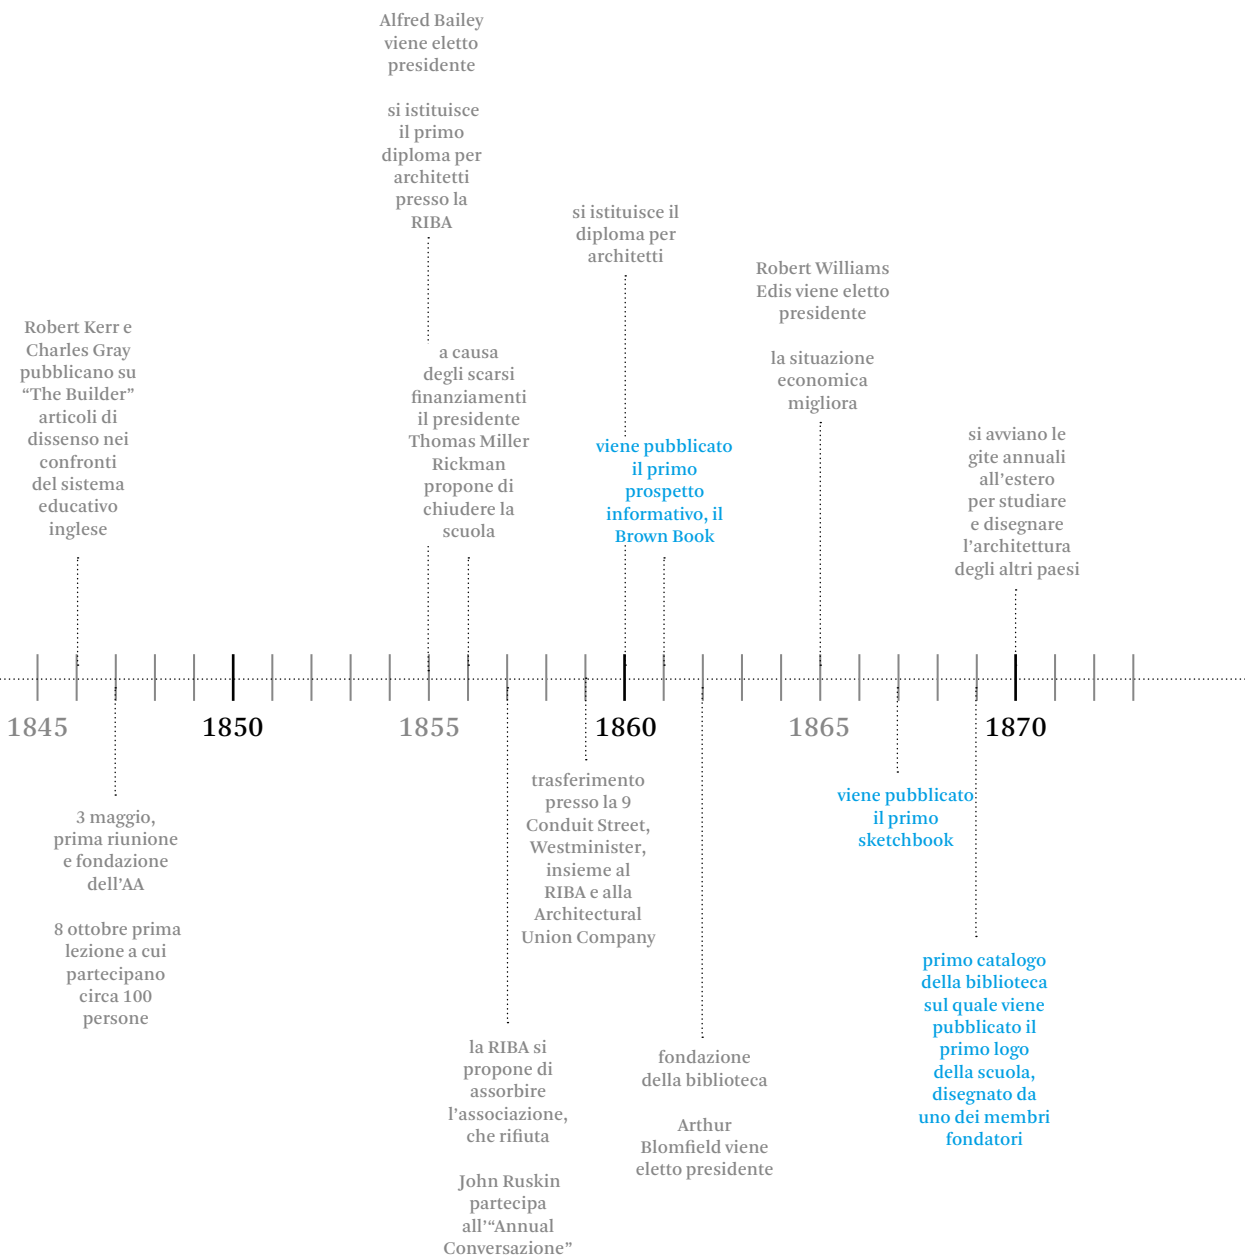 Alfred Bailey
viene eletto
presidente
si istituisce
il primo
diploma per
architetti
presso la
RIBA
si istituisce il
diploma per
architetti
Robert Williams
Edis viene eletto
presidente
la situazione
economica
migliora
Robert Kerr e
Charles Gray
pubblicano su
“The Builder”
articoli di
dissenso nei
confronti
del sistema
educativo
inglese
a causa
degli scarsi
finanziamenti
il presidente
Thomas Miller
Rickman
propone di
chiudere la
scuola
viene pubblicato
il primo
prospetto
informativo, il
Brown Book
si avviano le
gite annuali
all’estero
per studiare
e disegnare
l’architettura
degli altri paesi
1845
1850
1855
1860
1865
1870
3 maggio,
prima riunione
e fondazione
dell’AA
8 ottobre prima
lezione a cui
partecipano
circa 100
persone
la RIBA si
propone di
assorbire
l’associazione,
che rifiuta
John Ruskin
partecipa
all’“Annual
Conversazione”
trasferimento
presso la 9
Conduit Street,
Westminister,
insieme al
RIBA e alla
Architectural
Union Company
fondazione
della biblioteca
Arthur
Blomfield viene
eletto presidente
viene pubblicato
il primo
sketchbook
primo catalogo
della biblioteca
sul quale viene
pubblicato il
primo logo
della scuola,
disegnato da
uno dei membri
fondatori